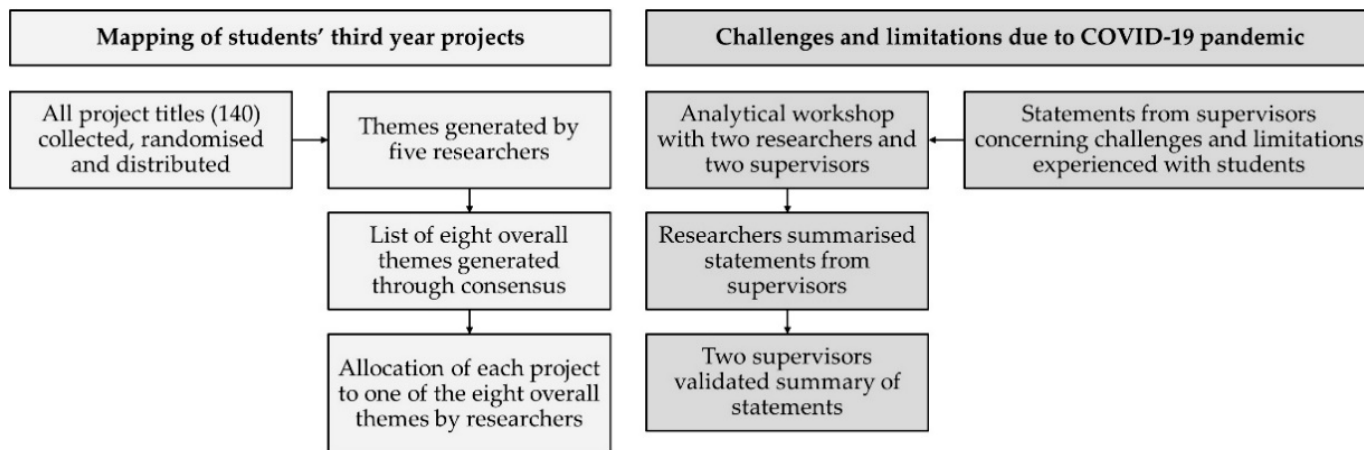 Mapping of students’ third year projects
All project titles (140)
collected, randomised
and distributed
Themes generated by
five researchers
List of eight overall
themes generated
through consensus
Allocation of each project
to one of the eight overall
themes by researchers
Challenges and limitations due to COVID-19 pandemic
Analytical workshop
with two researchers and
two supervisors
Statements from supervisors
concerning challenges and limitations
experienced with students
Researchers summarised
statements from
supervisors
Two supervisors
validated summary of
statements